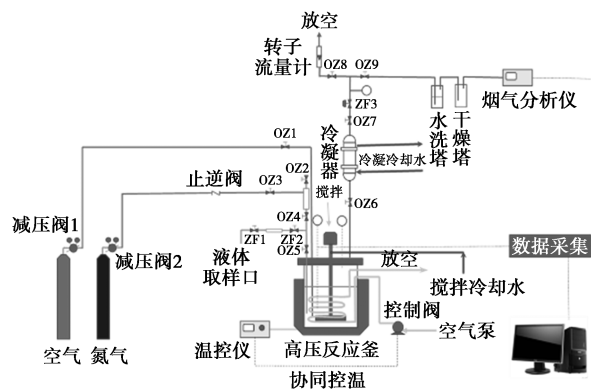 放空
转子
流量计
OZ8
OZ9
烟气分析仪
ZF3
OZ7
水洗塔
干燥塔
OZ1
冷凝器
冷凝冷却水
OZ2
止逆阀
OZ3
搅拌
OZ6
减压阀1
OZ4
ZF1
ZF2
减压阀2
液体
取样口
OZ5
放空
数据采集
搅拌冷却水
控制阀
空气泵
空气
氮气
温控仪
高压反应釜
协同控温